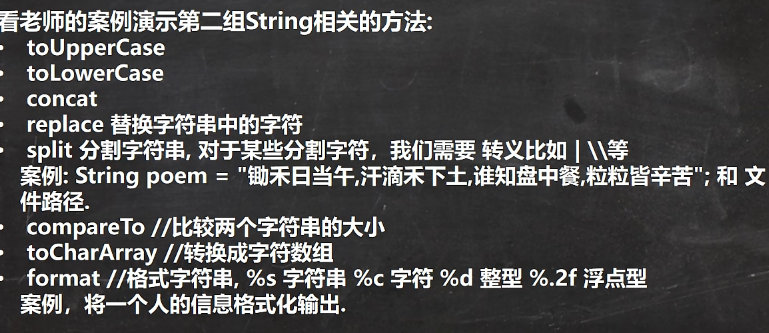 看老师的案例演示第二组String相关的方法:
• toUpperCase
• toLowerCase
• concat
• replace 替换字符串中的字符
• split 分割字符串, 对于某些分割字符，我们需要 转义比如 | \\等
案例: String poem = "锄禾日当午,汗滴禾下土,谁知盘中餐,粒粒皆辛苦"; 和 文
件路径.
• compareTo //比较两个字符串的大小
• toCharArray //转换成字符数组
• format //格式字符串, %s 字符串 %c 字符 %d 整型 %.2f 浮点型
案例，将一个人的信息格式化输出.